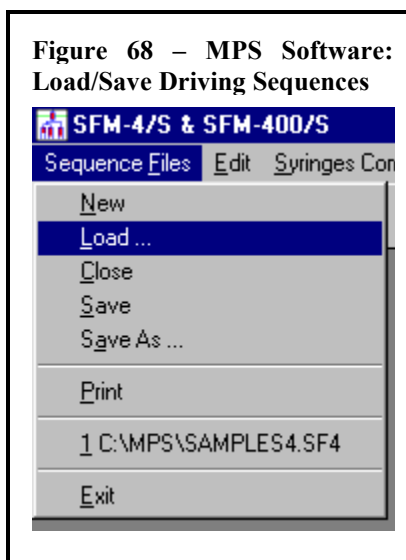 Figure 68 – MPS Software:
Load/Save Driving Sequences
SFM-4/S & SFM-400/S
Sequence Files Edit Syringes Con
New
Load ...
Close
Save
Save As ...
Print
1 C:\MPS\SAMPLES4.SF4
Exit